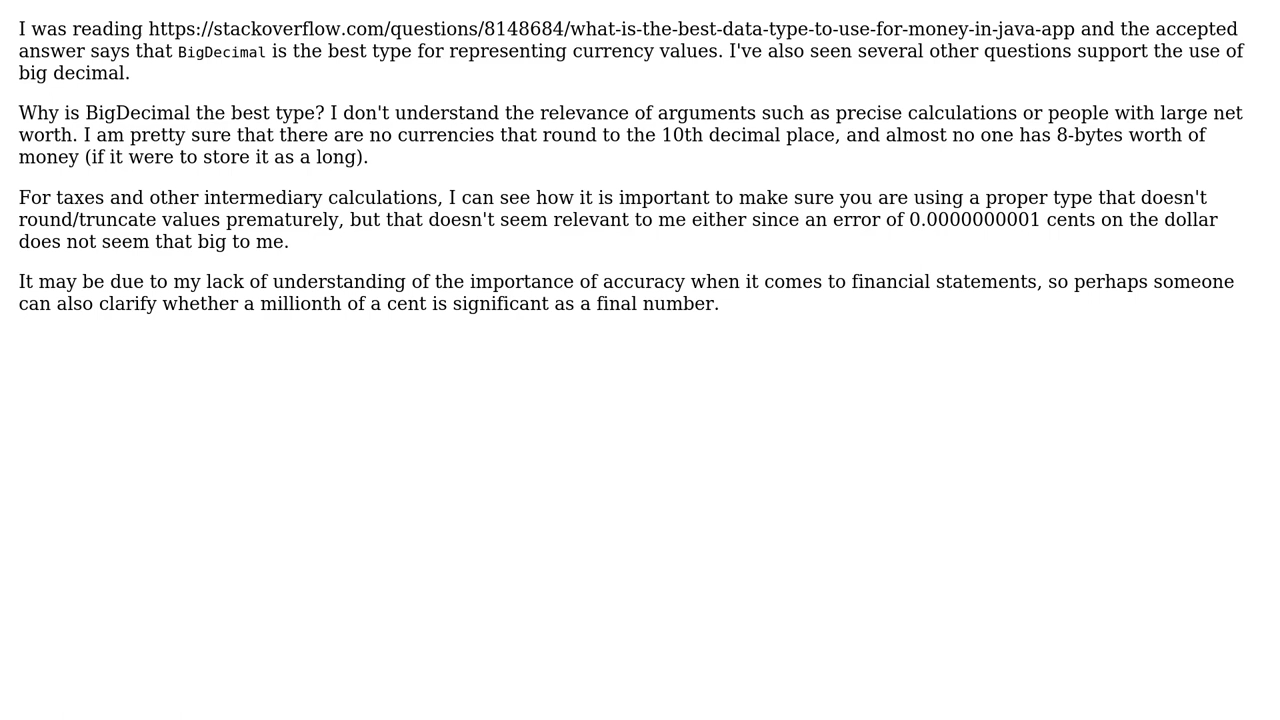 I was reading https://stackoverflow.com/questions/8148684/what-is-the-best-data-type-to-use-for-money-in-java-app and the accepted
answer says that BigDecimal is the best type for representing currency values. I've also seen several other questions support the use of
big decimal.
Why is BigDecimal the best type? I don't understand the relevance of arguments such as precise calculations or people with large net
worth. I am pretty sure that there are no currencies that round to the 10th decimal place, and almost no one has 8-bytes worth of
money (if it were to store it as a long).
For taxes and other intermediary calculations, I can see how it is important to make sure you are using a proper type that doesn't
round/truncate values prematurely, but that doesn't seem relevant to me either since an error of 0.0000000001 cents on the dollar
does not seem that big to me.
It may be due to my lack of understanding of the importance of accuracy when it comes to financial statements, so perhaps someone
can also clarify whether a millionth of a cent is significant as a final number.